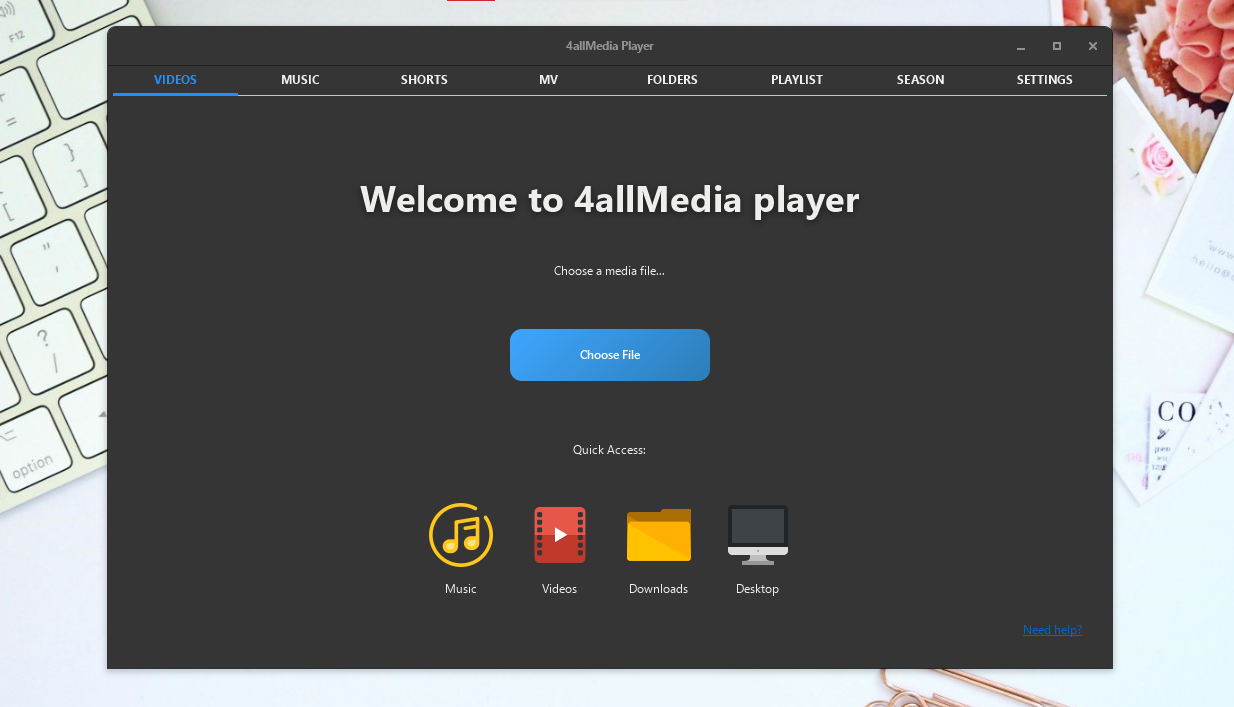 F12
4allMedia Player
VIDEOS MUSIC SHORTS MV FOLDERS PLAYLIST SEASON SETTINGS
Welcome to 4allMedia player
Choose a media file...
Choose File
Quick Access:
Music Videos Downloads Desktop
Need help?
option
CO